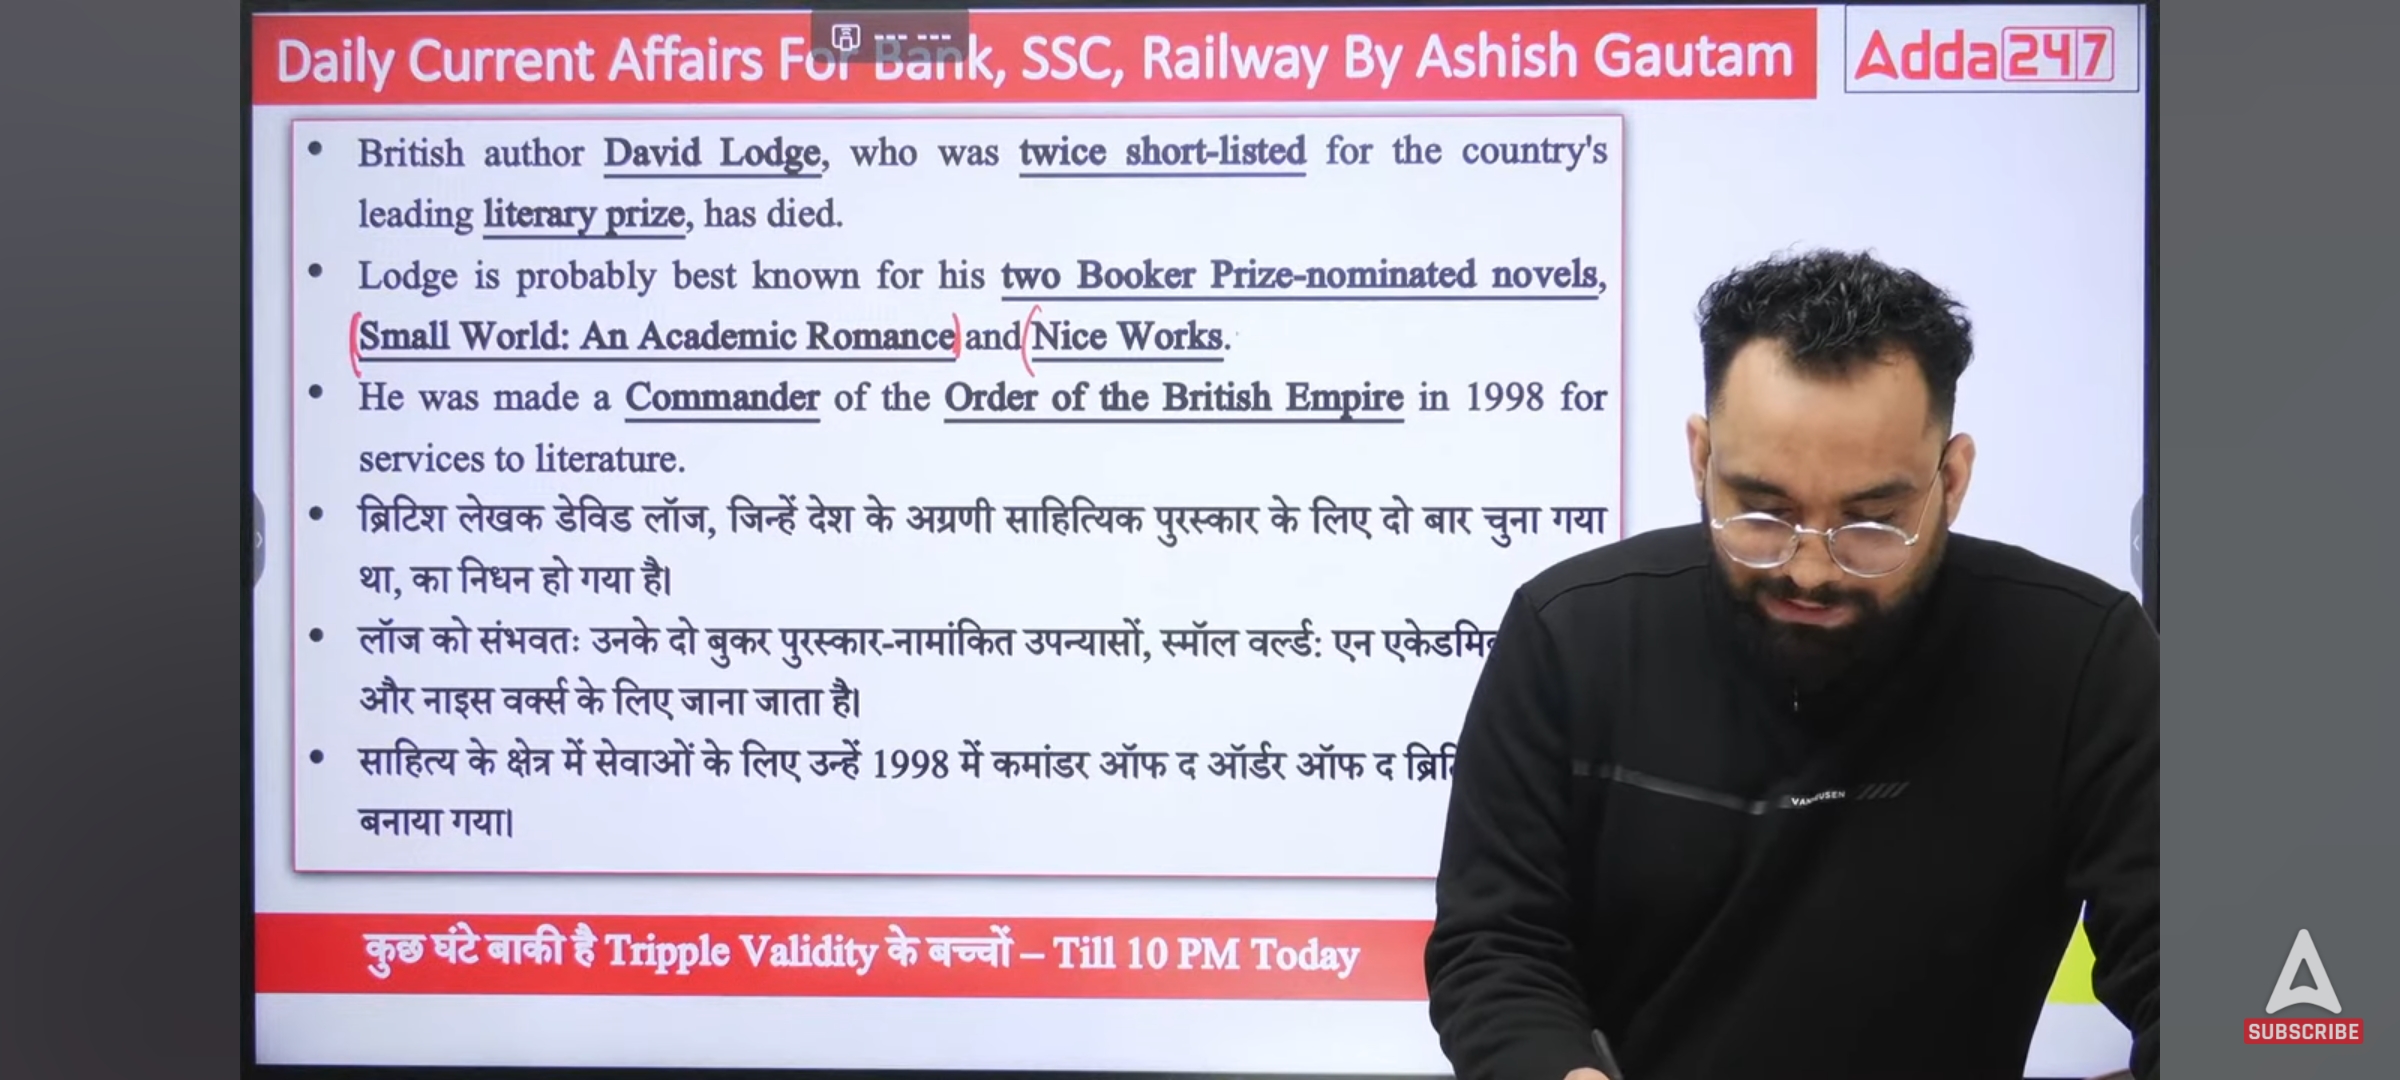 Daily Current Affairs For Bank, SSC, Railway By Ashish Gautam
Adda247
• British author David Lodge, who was twice short-listed for the country's
leading literary prize, has died.
• Lodge is probably best known for his two Booker Prize-nominated novels,
Small World: An Academic Romance and Nice Works.
• He was made a Commander of the Order of the British Empire in 1998 for
services to literature.
• ब्रिटिश लेखक डेविड लॉज, जिन्हें देश के अग्रणी साहित्यिक पुरस्कार के लिए दो बार चुना गया
था, का निधन हो गया है।
• लॉज को संभवतः उनके दो बुकर पुरस्कार-नामांकित उपन्यासों, स्मॉल वर्ल्ड: एन
और नाइस वर्क्स के लिए जाना जाता है।
• साहित्य के क्षेत्र में सेवाओं के लिए उन्हें 1998 में कमांडर ऑफ द ऑर्डर ऑफ द
बनाया गया।
कुछ घंटे बाकी है Tripple Validity के बच्चों – Till 10 PM Today
SUBSCRIBE